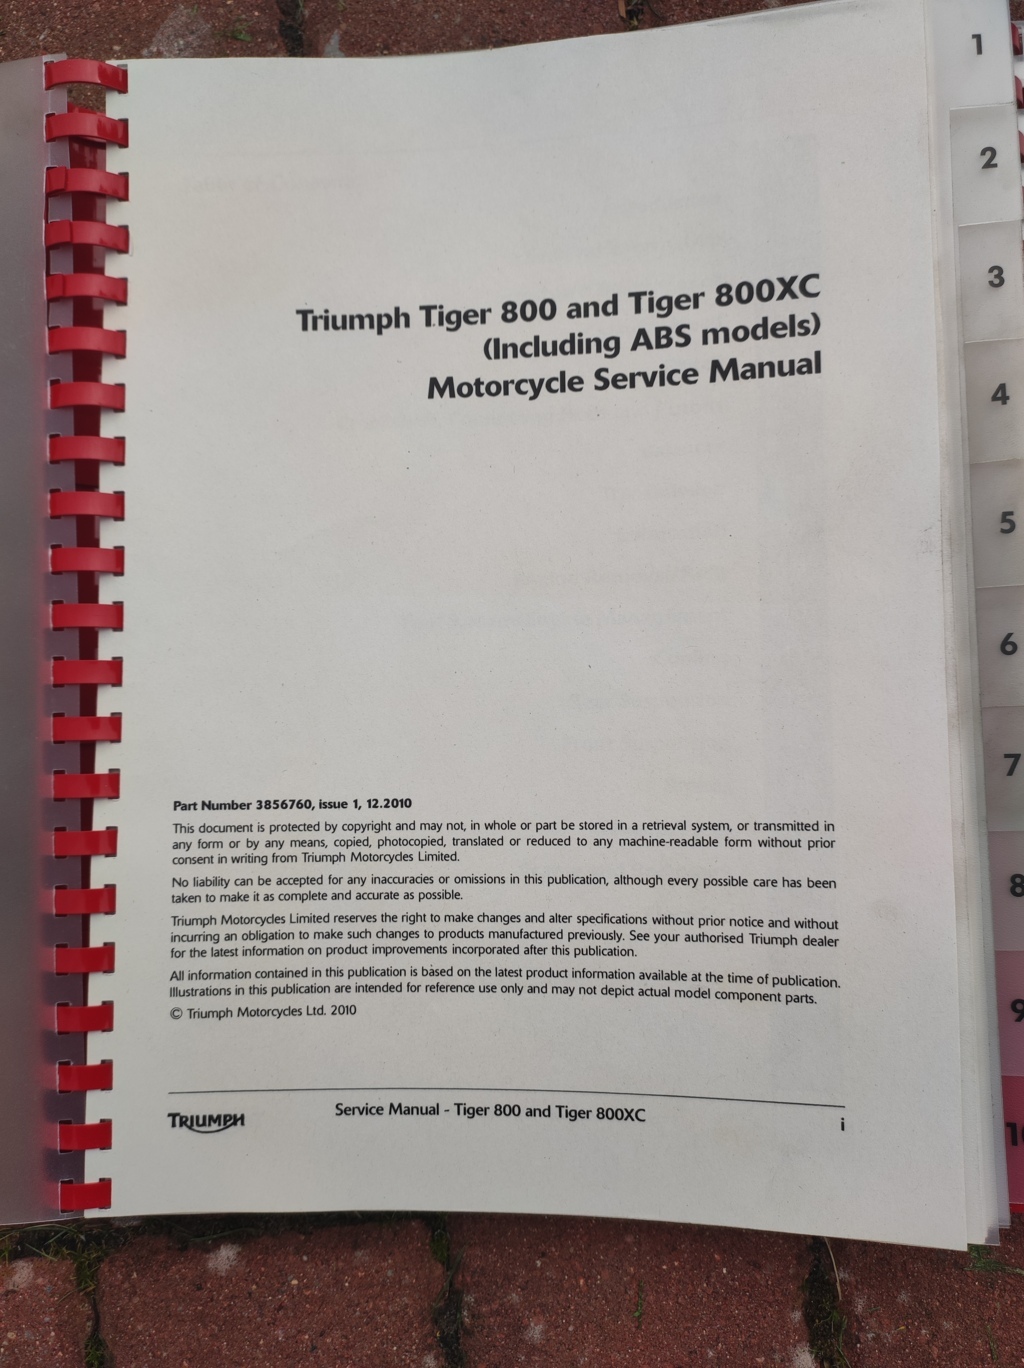 Triumph Tiger 800 and Tiger 800XC
(Including ABS models)
Motorcycle Service Manual
Part Number 3856760, issue 1, 12.2010
This document is protected by copyright and may not, in whole or part be stored in a retrieval system, or transmitted in
any form or by any means, copied, photocopied, translated or reduced to any machine-readable form without prior
consent in writing from Triumph Motorcycles Limited.
No liability can be accepted for any inaccuracies or omissions in this publication, although every possible care has been
taken to make it as complete and accurate as possible.
Triumph Motorcycles Limited reserves the right to make changes and alter specifications without prior notice and without
incurring an obligation to make such changes to products manufactured previously. See your authorised Triumph dealer
for the latest information on product improvements incorporated after this publication.
All information contained in this publication is based on the latest product information available at the time of publication.
Illustrations in this publication are intended for reference use only and may not depict actual model component parts.
© Triumph Motorcycles Ltd. 2010
TRIUMPH
Service Manual - Tiger 800 and Tiger 800XC
i
1
2
3
4
5
6
7
8
9
10